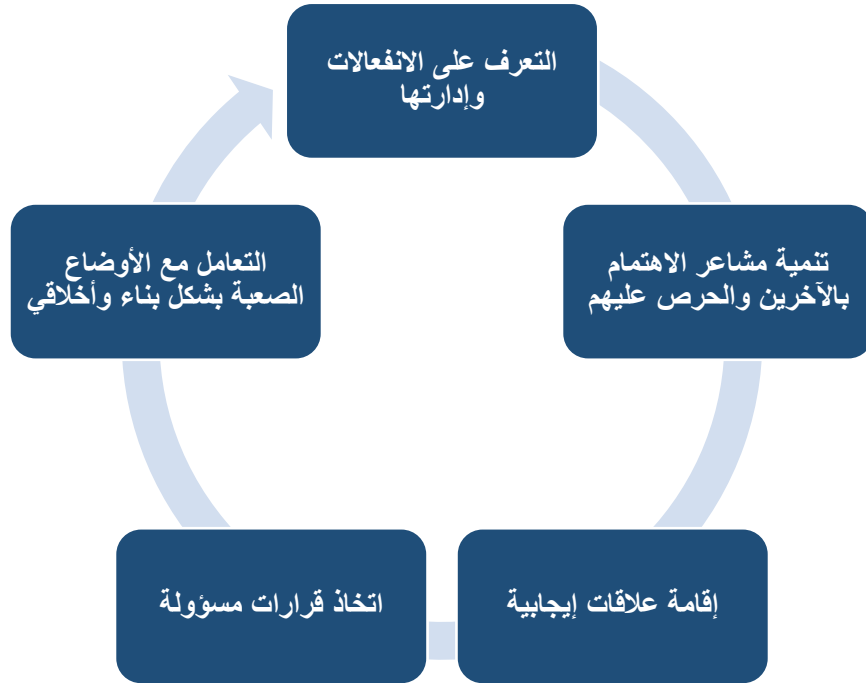 التعرف على الانفعالات
وإدارتها
تنمية مشاعر الاهتمام
بالآخرين والحرص عليهم
إقامة علاقات إيجابية
اتخاذ قرارات مسؤولة
التعامل مع الأوضاع
الصعبة بشكل بناء وأخلاقي